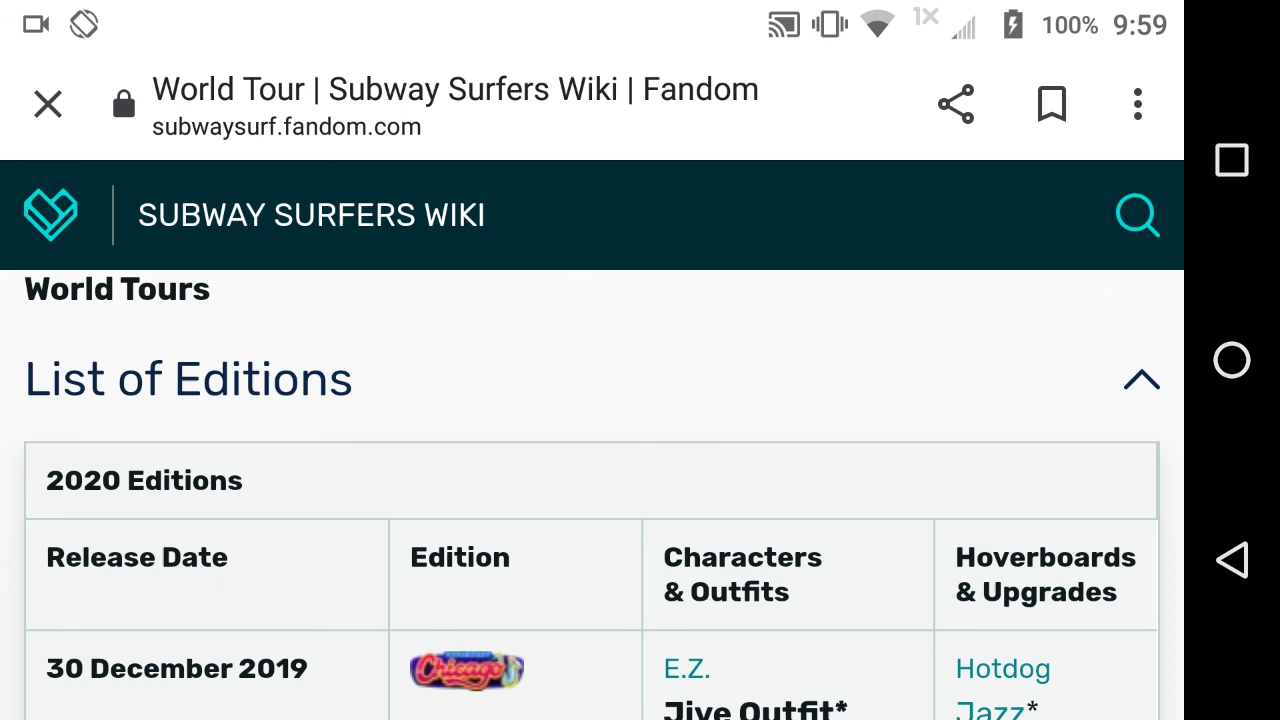 1X 100% 9:59
World Tour | Subway Surfers Wiki | Fandom
subwaysurf.fandom.com
SUBWAY SURFERS WIKI
World Tours
List of Editions
2020 Editions
Release Date Edition Characters & Outfits Hoverboards & Upgrades
30 December 2019 Chicago E.Z. Hotdog
Jive Outfit* Jazz*